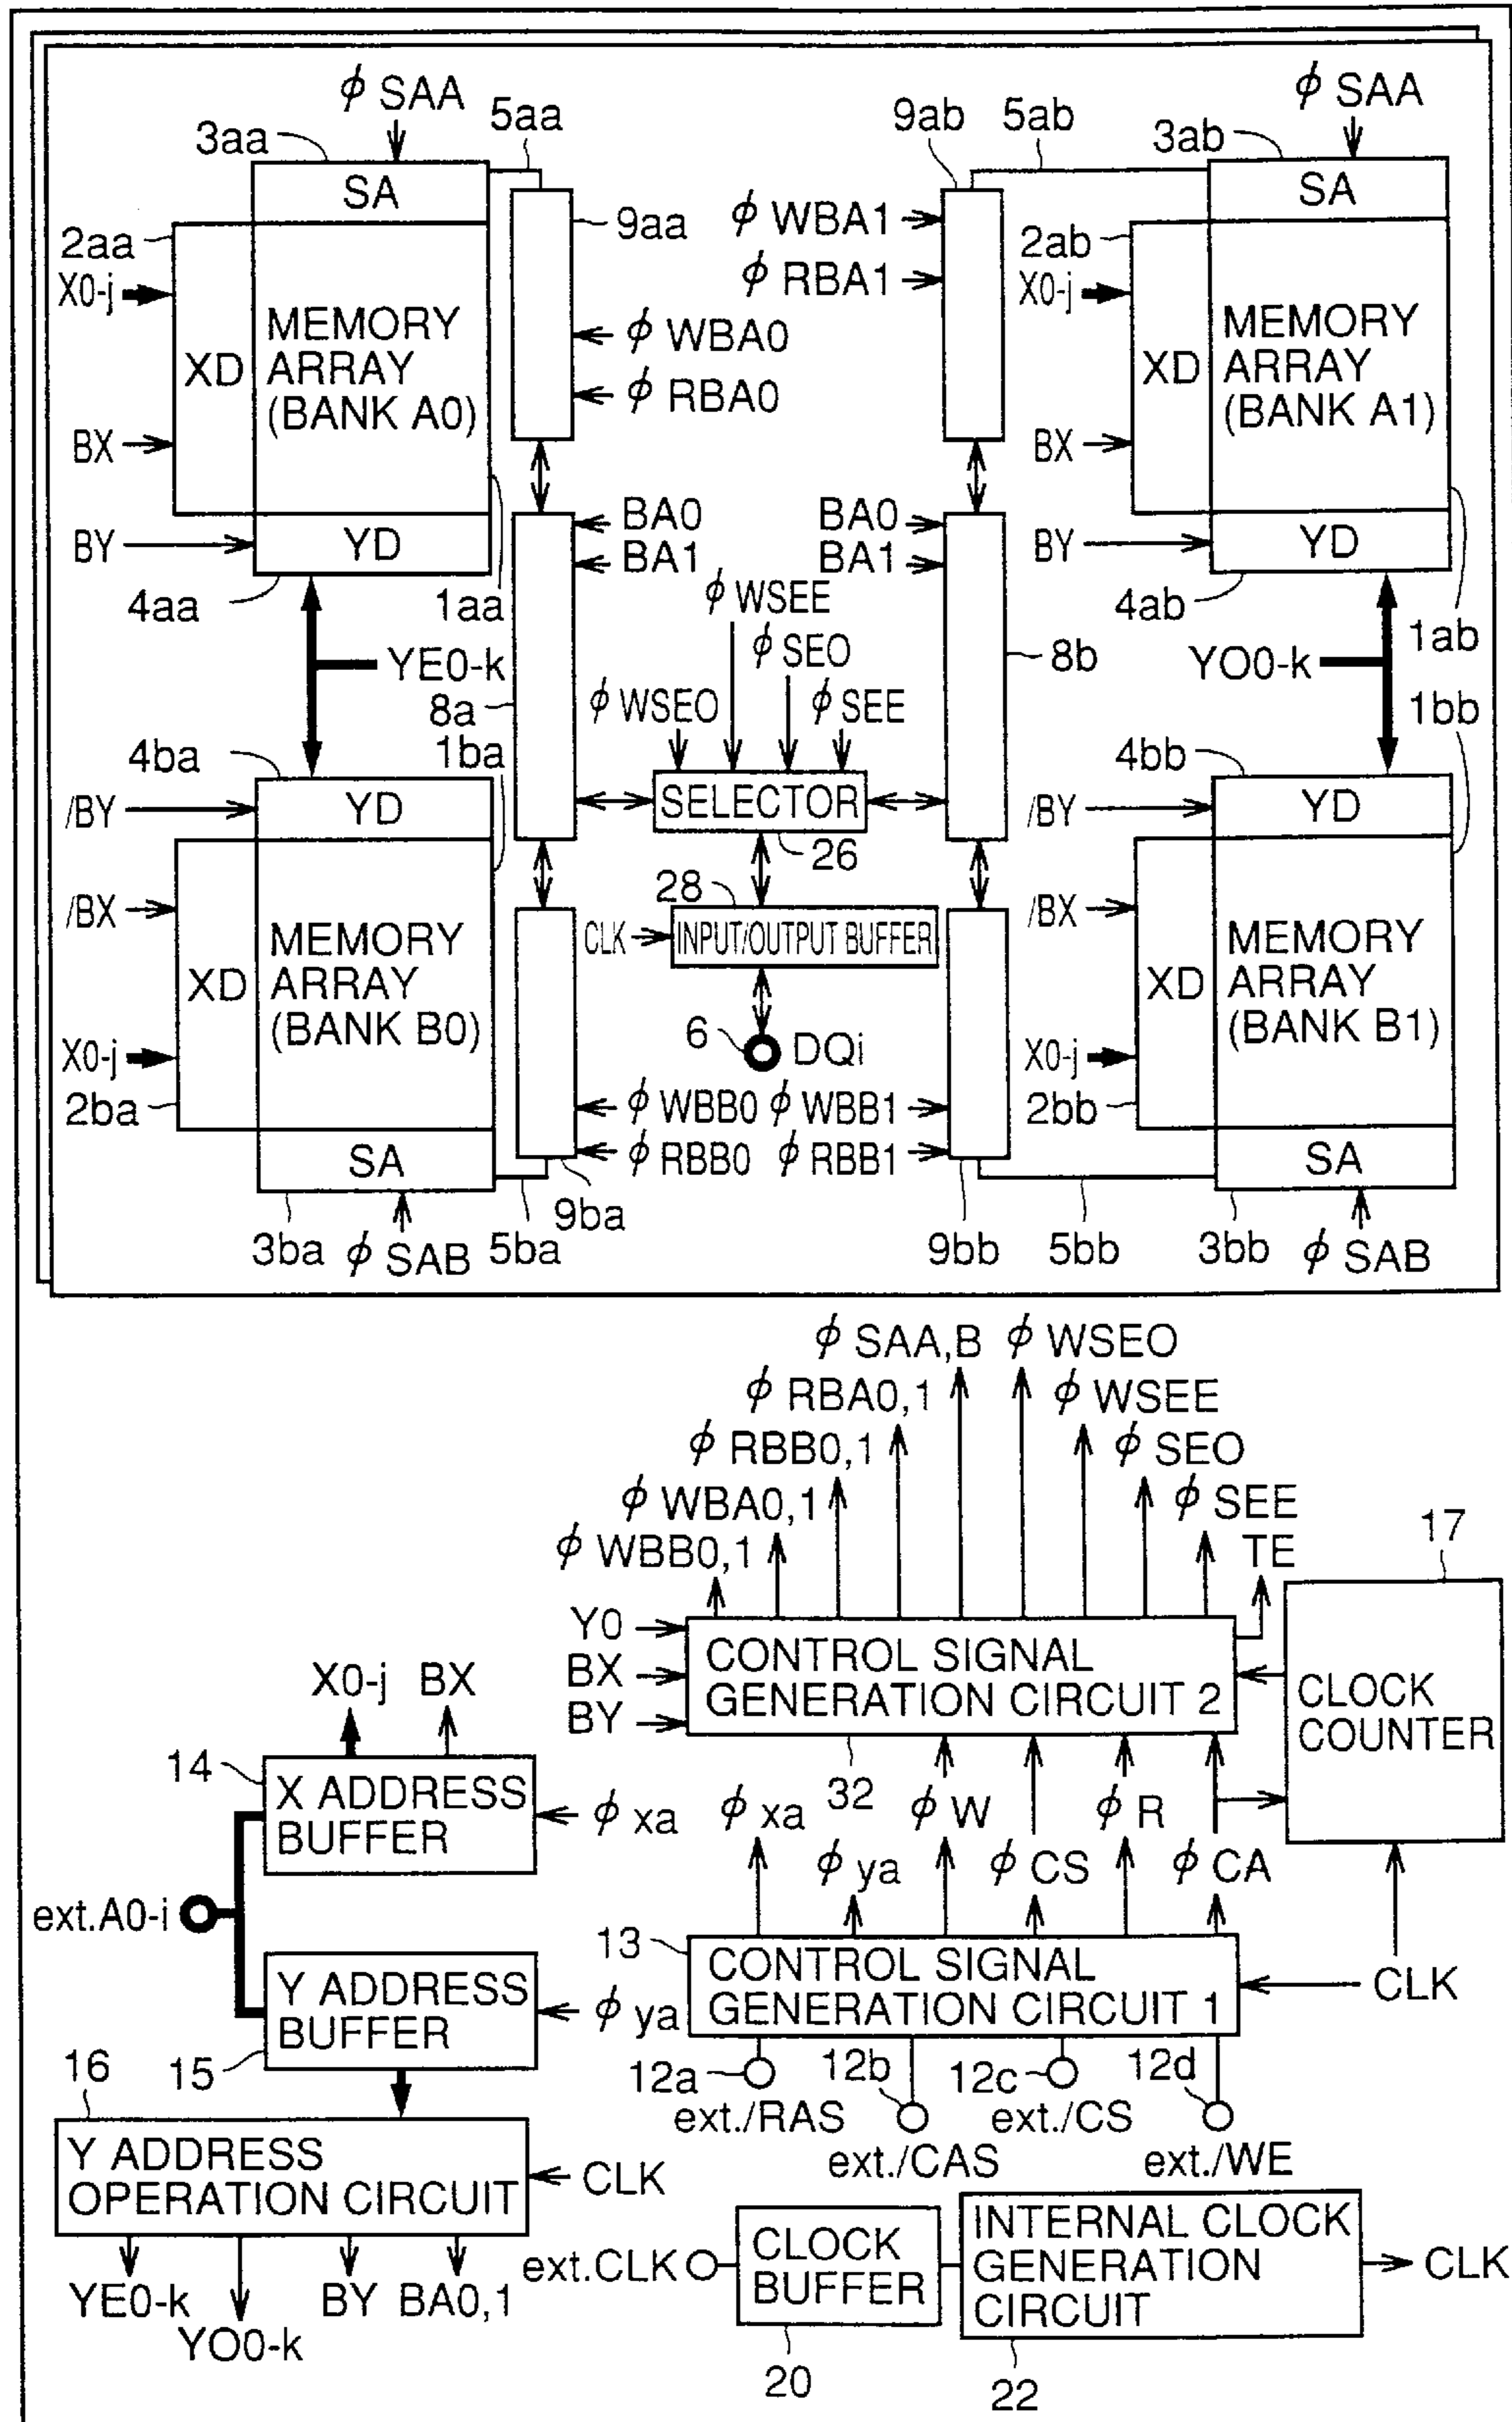 ϕ SAA
5aa
3aa
SA
9aa
2aa
X0-j
MEMORY
ARRAY
(BANK A0)
XD
BX
BY
YD
4aa
1aa
ϕ WBA0
ϕ RBA0
ϕ SAA
9ab
5ab
3ab
SA
ϕ WBA1
ϕ RBA1
2ab
X0-j
MEMORY
ARRAY
(BANK A1)
XD
BX
BY
YD
4ab
1ab
BA0
BA1
BA0
BA1
ϕ WSEE
ϕ SEO
ϕ WSEO
ϕ SEE
YE0-k
8a
1ba
8b
YO0-k
1bb
4ba
/BY
YD
SELECTOR
26
4bb
/BY
YD
28
CLK
INPUT/OUTPUT BUFFER
/BX
MEMORY
ARRAY
(BANK B0)
XD
X0-j
2ba
SA
3ba
ϕ SAB
5ba
9ba
6
DQi
ϕ WBB0
ϕ WBB1
ϕ RBB0
ϕ RBB1
/BX
MEMORY
ARRAY
(BANK B1)
XD
X0-j
2bb
SA
9bb
5bb
3bb
ϕ SAB
ϕ SAA,B
ϕ WSEO
ϕ RBA0,1
ϕ WSEE
ϕ RBB0,1
ϕ SEO
ϕ WBA0,1
ϕ SEE
ϕ WBB0,1
TE
17
Y0
BX
BY
CONTROL SIGNAL
GENERATION CIRCUIT 2
CLOCK
COUNTER
32
X0-j
BX
14
X ADDRESS
BUFFER
ϕ xa
ϕ xa
ϕ W
ϕ R
ϕ ya
ϕ CS
ϕ CA
ext.A0-i
13
CONTROL SIGNAL
GENERATION CIRCUIT 1
CLK
Y ADDRESS
BUFFER
ϕ ya
15
16
12a
12b
12c
12d
ext./RAS
ext./CS
ext./CAS
ext./WE
Y ADDRESS
OPERATION CIRCUIT
CLK
YE0-k
YO0-k
BY
BA0,1
ext.CLK
CLOCK
BUFFER
20
INTERNAL CLOCK
GENERATION
CIRCUIT
22
CLK